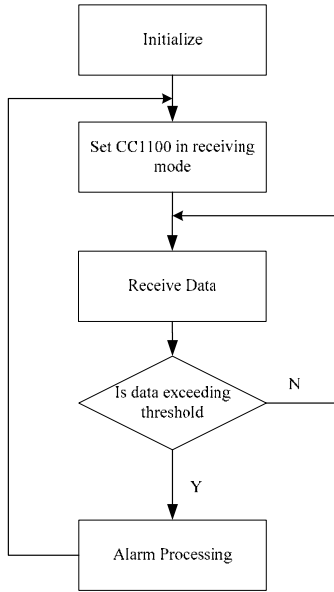 Initialize
Set CC1100 in receiving
mode
Receive Data
Is data exceeding
threshold
N
Y
Alarm Processing